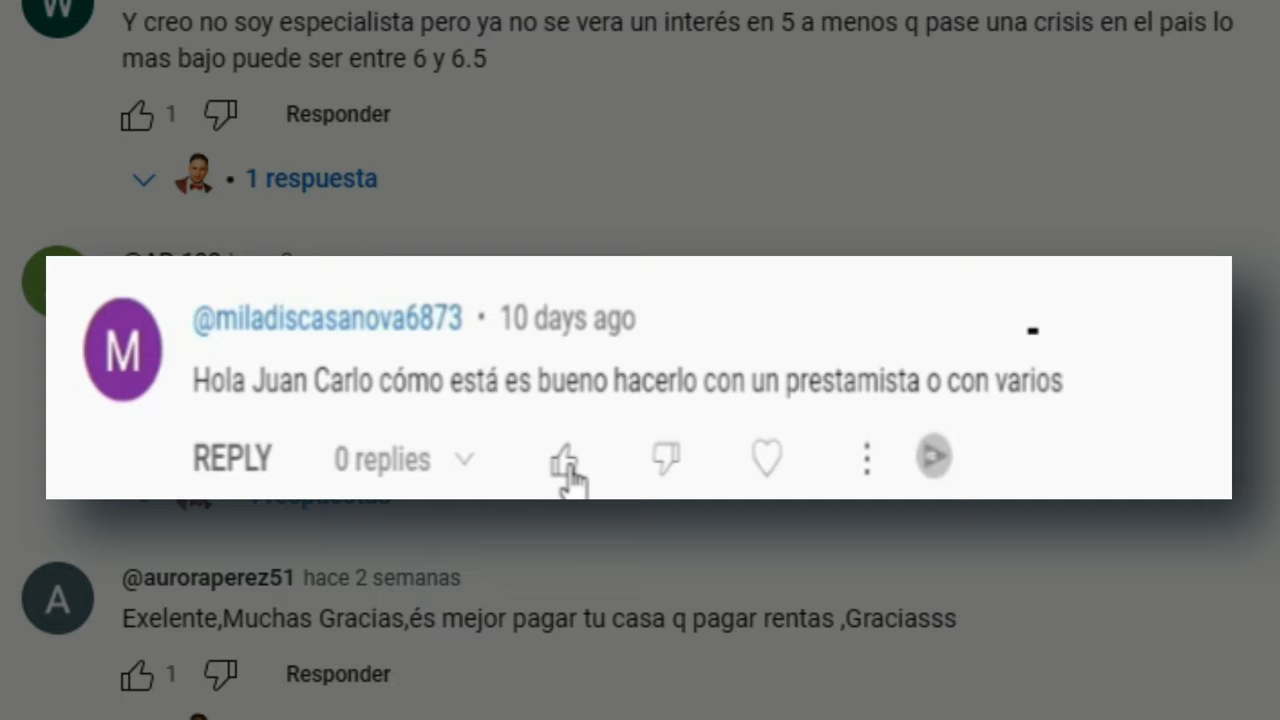 W
Y creo no soy especialista pero ya no se vera un interés en 5 a menos q pase una crisis en el pais lo
mas bajo puede ser entre 6 y 6.5
1 Responder
• 1 respuesta
M
@miladiscasanova6873 • 10 days ago
Hola Juan Carlo cómo está es bueno hacerlo con un prestamista o con varios
REPLY 0 replies
A
@auroraperez51 hace 2 semanas
Exelente,Muchas Gracias,és mejor pagar tu casa q pagar rentas ,Graciasss
1 Responder